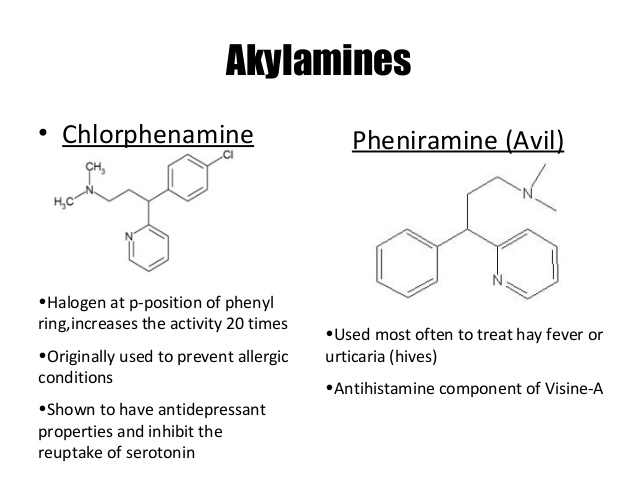 Akylamines
• Chlorphenamine
CH₃
Cl
H₃C
N
N
•Halogen at p-position of phenyl
ring,increases the activity 20 times
•Originally used to prevent allergic
conditions
•Shown to have antidepressant
properties and inhibit the
reuptake of serotonin
Pheniramine (Avil)
N
N
•Used most often to treat hay fever or
urticaria (hives)
•Antihistamine component of Visine-A